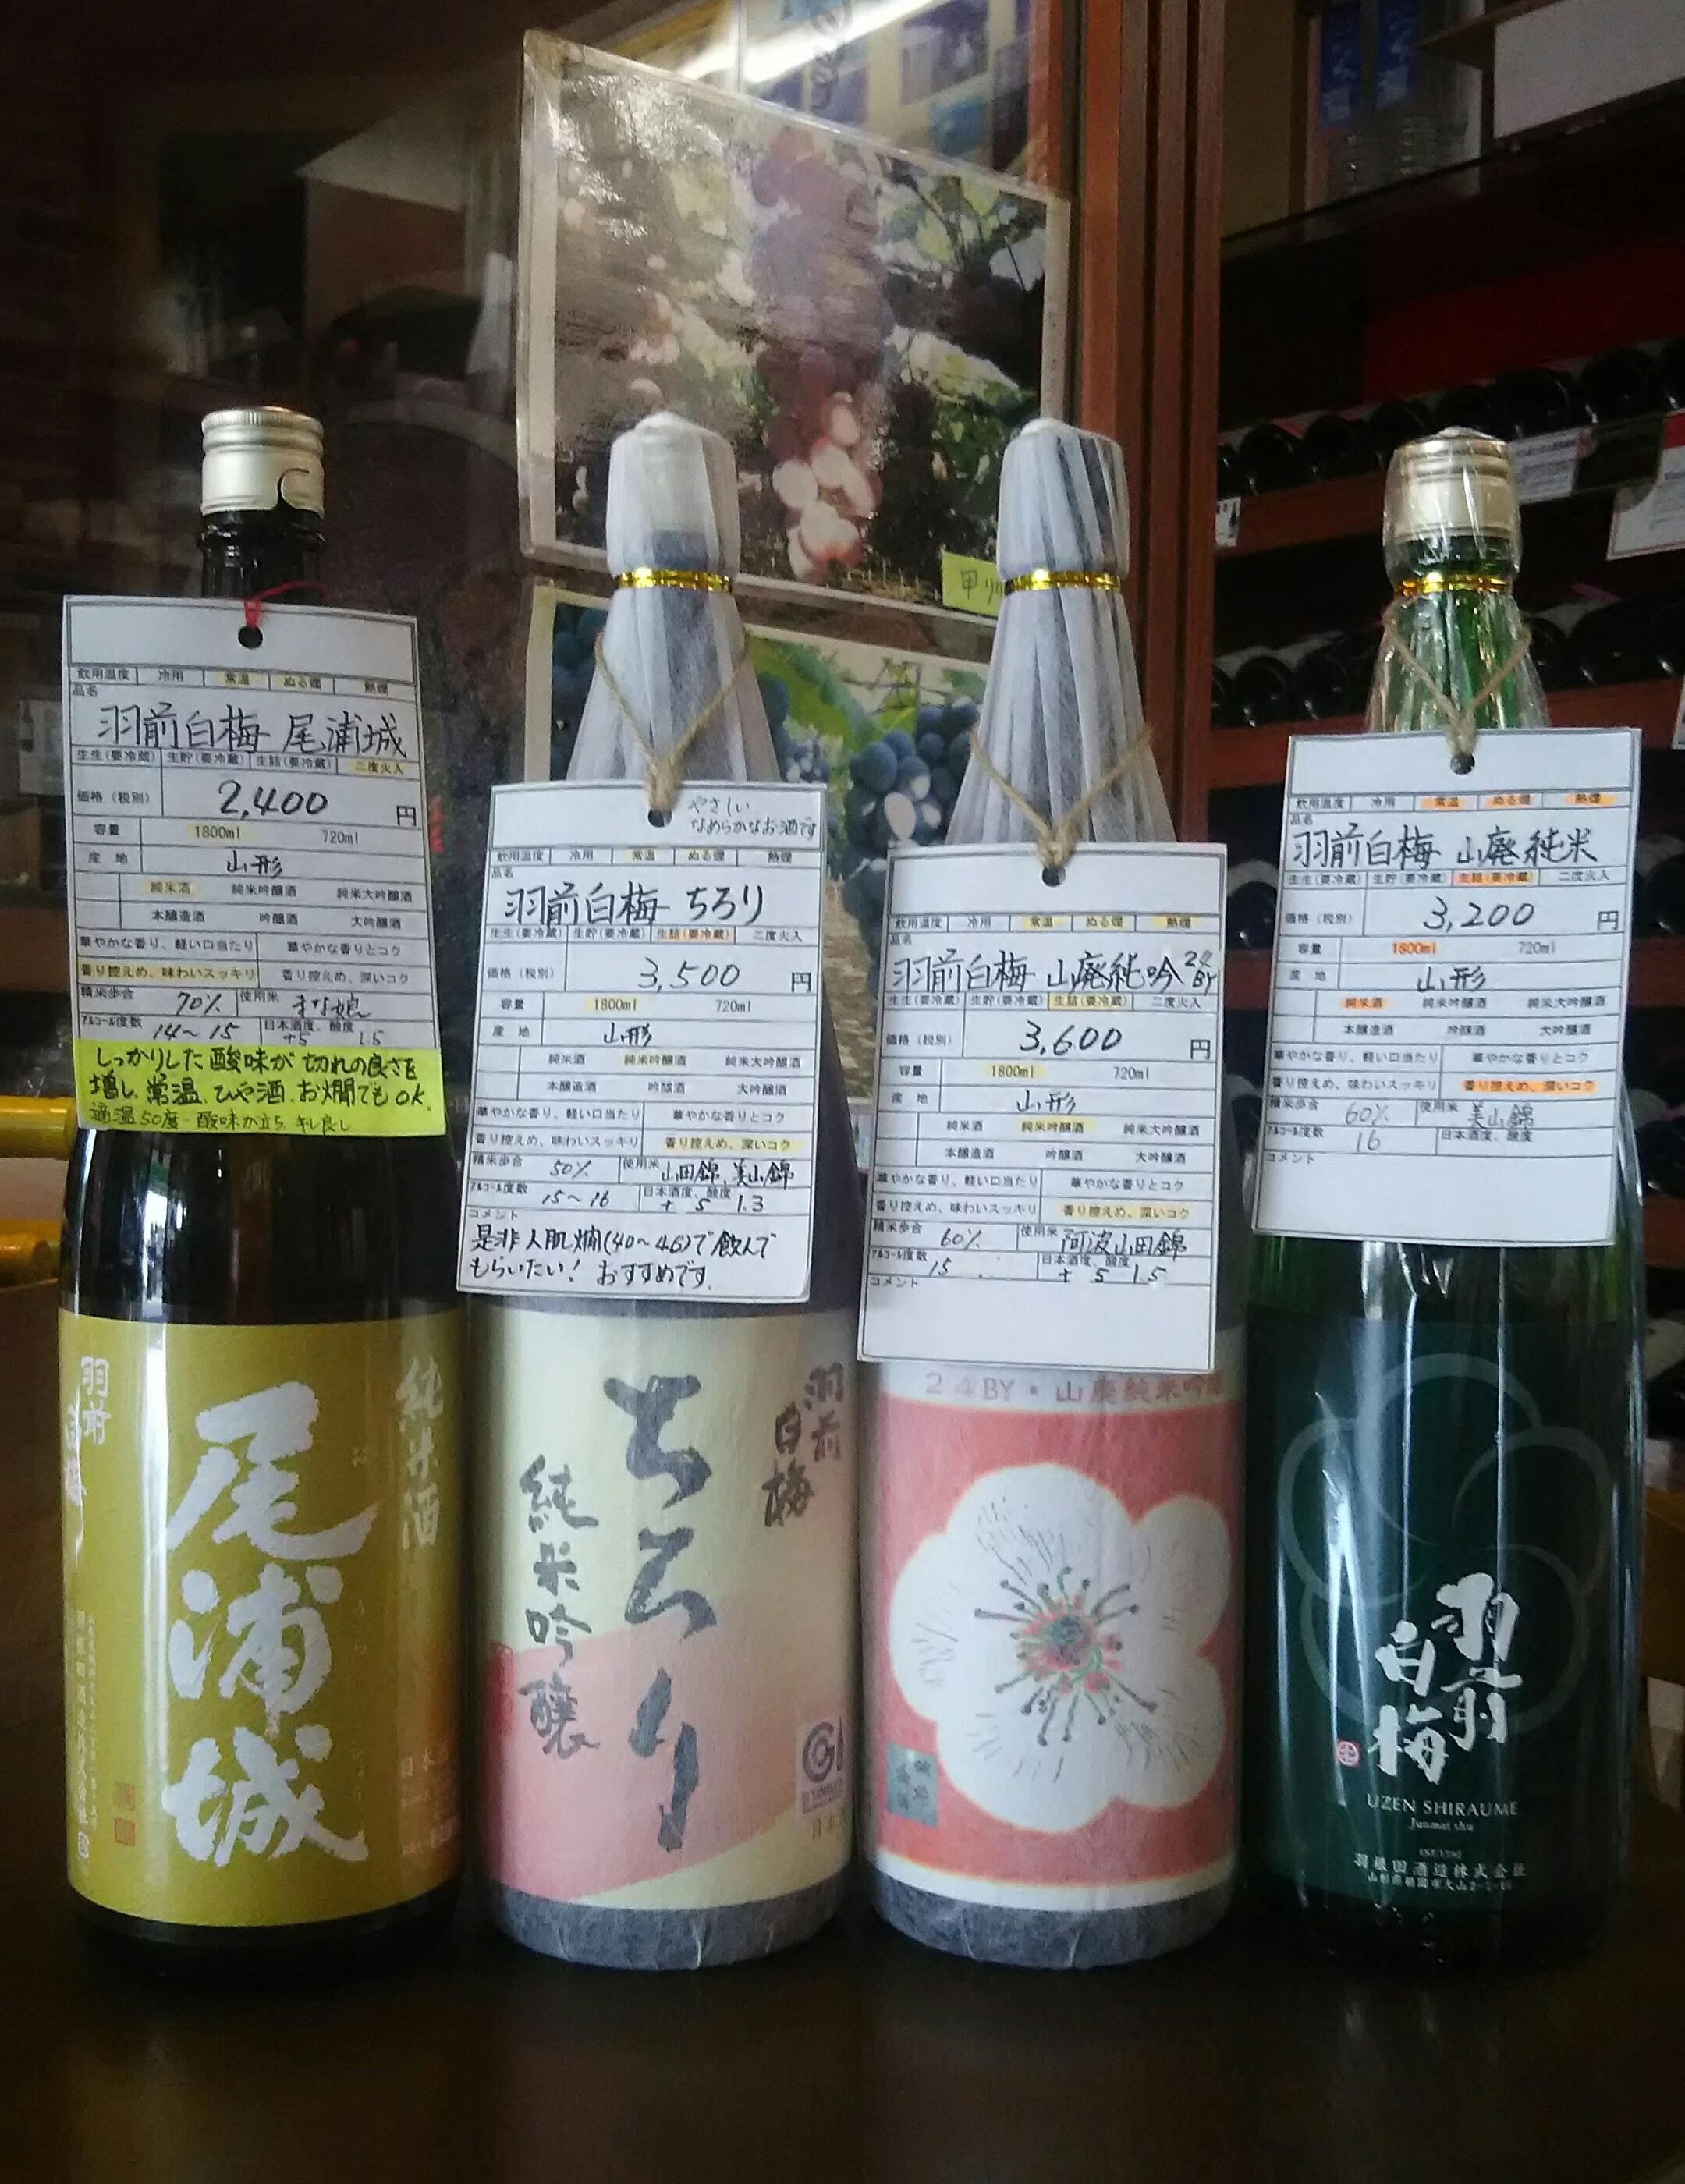 飲用温度 冷用 常温 ぬる燗 熱燗
品名
羽前白梅 尾浦城
生生(要冷蔵) 生貯(要冷蔵) 生詰(要冷蔵) 二度火入
価格(税別) 2,400 円
容量 1800ml 720ml
産地 山形
純米酒 純米吟醸酒 純米大吟醸酒
本醸造酒 吟醸酒 大吟醸酒
華やかな香り、軽い口当たり 華やかな香りとコク
香り控えめ、味わいスッキリ 香り控えめ、深いコク
精米歩合 70% 使用米 まな娘
アルコール度数 14～15 日本酒度、酸度 +5 1.5
しっかりした酸味が切れの良さを
増し、常温、ひや酒、お燗でもOK.
適温50度 酸味が立ち キレ良し
やさしい
なめらかなお酒です
飲用温度 冷用 常温 ぬる燗 熱燗
品名
羽前白梅 ちろり
生生(要冷蔵) 生貯(要冷蔵) 生詰(要冷蔵) 二度火入
価格(税別) 3,500 円
容量 1800ml 720ml
産地 山形
純米酒 純米吟醸酒 純米大吟醸酒
本醸造酒 吟醸酒 大吟醸酒
華やかな香り、軽い口当たり 華やかな香りとコク
香り控えめ、味わいスッキリ 香り控えめ、深いコク
精米歩合 50% 使用米 山田錦、美山錦
アルコール度数 15～16 日本酒度、酸度 + 5 1.3
コメント
是非人肌燗(40～46)で飲んで
もらいたい! おすすめです。
飲用温度 冷用 常温 ぬる燗 熱燗
品名
羽前白梅 山廃純吟 24BY
生生(要冷蔵) 生貯(要冷蔵) 生詰(要冷蔵) 二度火入
価格(税別) 3,600 円
容量 1800ml 720ml
産地 山形
純米酒 純米吟醸酒 純米大吟醸酒
本醸造酒 吟醸酒 大吟醸酒
華やかな香り、軽い口当たり 華やかな香りとコク
香り控えめ、味わいスッキリ 香り控えめ、深いコク
精米歩合 60% 使用米 阿波山田錦
アルコール度数 15 日本酒度、酸度 + 5 1.5
コメント
飲用温度 冷用 常温 ぬる燗 熱燗
品名
羽前白梅 山廃純米
生生(要冷蔵) 生貯(要冷蔵) 生詰(要冷蔵) 二度火入
価格(税別) 3,200 円
容量 1800ml 720ml
産地 山形
純米酒 純米吟醸酒 純米大吟醸酒
本醸造酒 吟醸酒 大吟醸酒
華やかな香り、軽い口当たり 華やかな香りとコク
香り控えめ、味わいスッキリ 香り控えめ、深いコク
精米歩合 60% 使用米 美山錦
アルコール度数 16 日本酒度、酸度
コメント
純米酒
尾浦城
羽前
白梅
羽前
白梅
ちろり
純米吟醸
24BY・山廃純米吟醸
羽前
白梅
UZEN SHIRAUME
Junmai shu
羽根田酒造株式会社